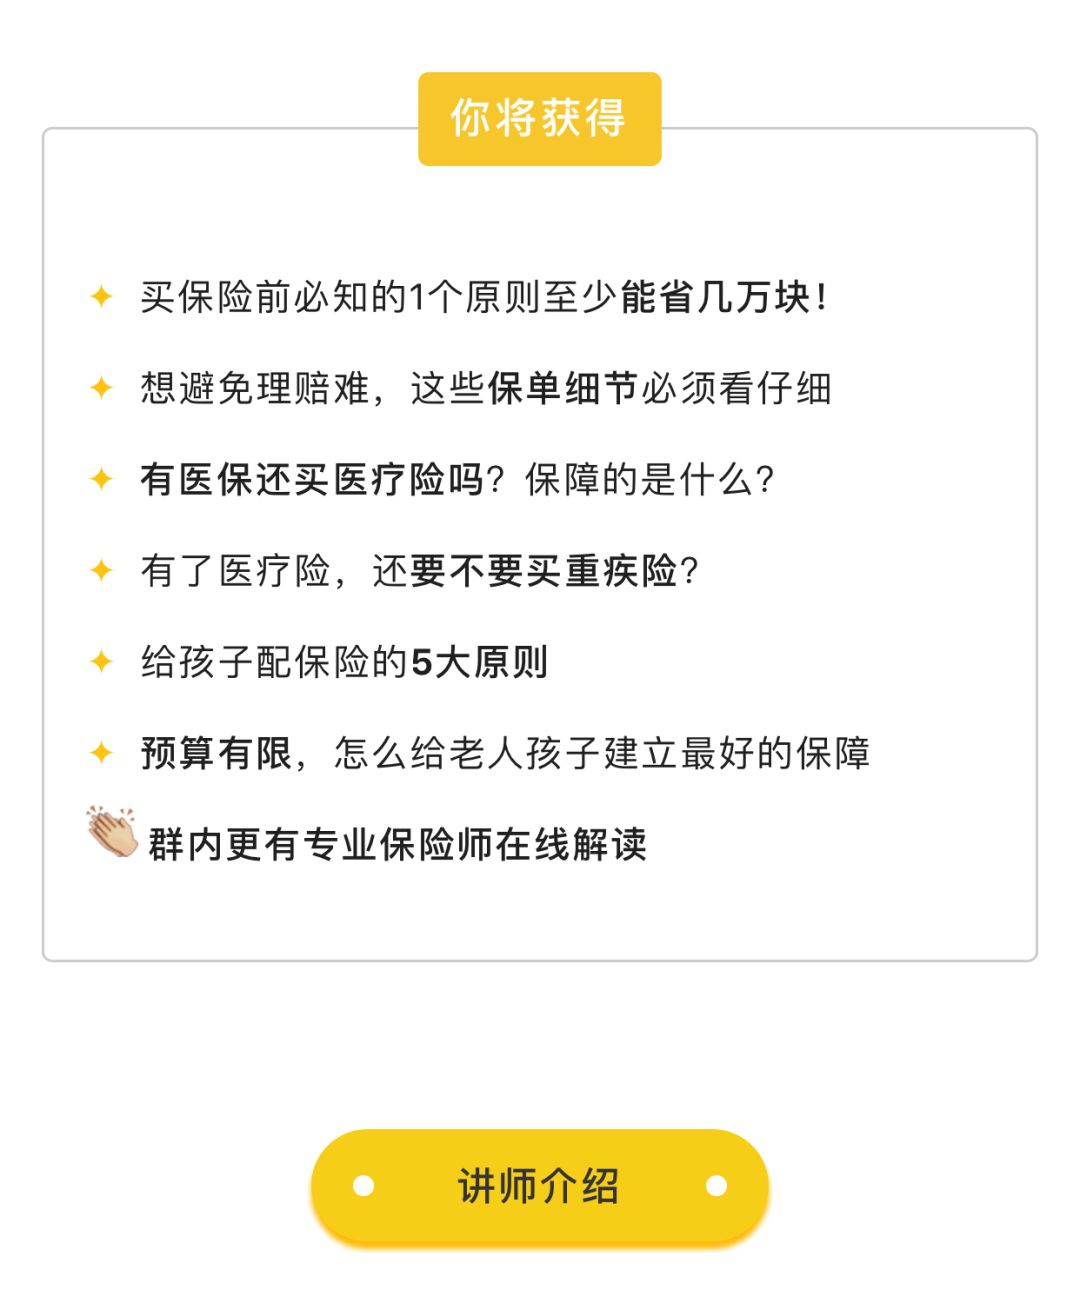 你将获得
买保险前必知的1个原则至少能省几万块！
想避免理赔难，这些保单细节必须看仔细
有医保还买医疗险吗？保障的是什么？
有了医疗险，还要不要买重疾险？
给孩子配保险的5大原则
预算有限，怎么给老人孩子建立最好的保障
群内更有专业保险师在线解读
讲师介绍